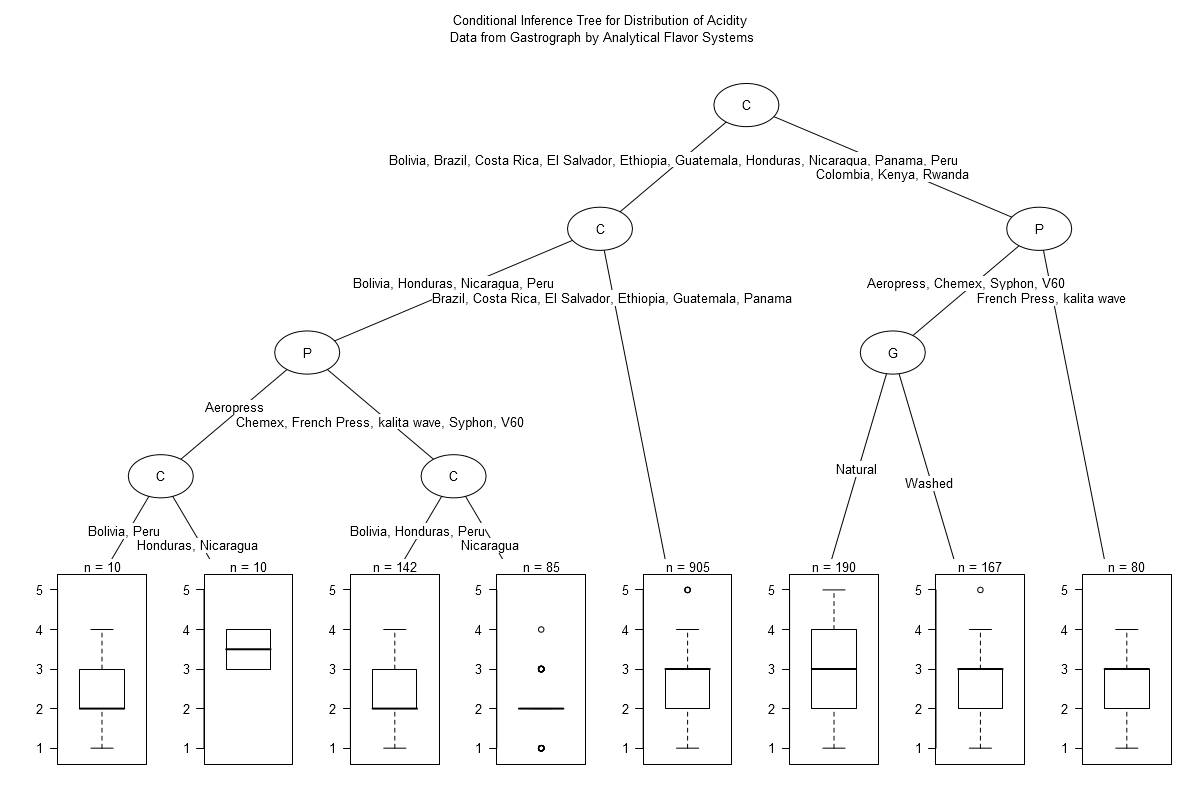 Conditional Inference Tree for Distribution of Acidity
Data from Gastrograph by Analytical Flavor Systems
C
Bolivia, Brazil, Costa Rica, El Salvador, Ethiopia, Guatemala, Honduras, Nicaragua, Panama, Peru
Colombia, Kenya, Rwanda
C
P
Bolivia, Honduras, Nicaragua, Peru
Brazil, Costa Rica, El Salvador, Ethiopia, Guatemala, Panama
Aeropress, Chemex, Syphon, V60
French Press, kalita wave
P
G
Aeropress
Chemex, French Press, kalita wave, Syphon, V60
Natural
Washed
C
C
Bolivia, Peru
Honduras, Nicaragua
Bolivia, Honduras, Peru
Nicaragua
n = 10
n = 10
n = 142
n = 85
n = 905
n = 190
n = 167
n = 80
5 5 5 5 5 5 5 5
4 4 4 4 4 4 4 4
3 3 3 3 3 3 3 3
2 2 2 2 2 2 2 2
1 1 1 1 1 1 1 1